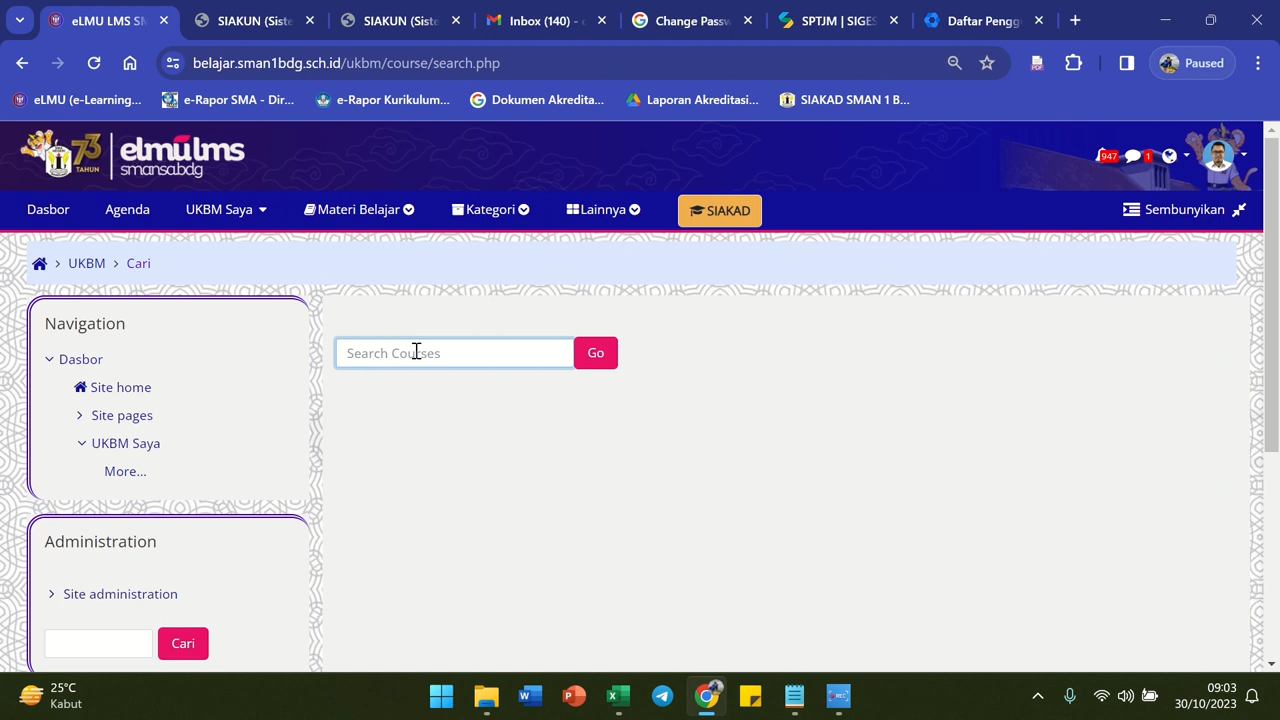 eLMU LMS SM
SIAKUN (Siste
SIAKUN (Siste
Inbox (140) -
Change Passw
SPTJM | SIGES
Daftar Pengg
belajar.sman1bdg.sch.id/ukbm/course/search.php
Paused
eLMU (e-Learning...
e-Rapor SMA - Dir...
e-Rapor Kurikulum...
Dokumen Akredita...
Laporan Akreditasi...
SIAKAD SMAN 1 B...
73
TAHUN
elmulms
smansabdg
947
1
Dasbor
Agenda
UKBM Saya
Materi Belajar
Kategori
Lainnya
SIAKAD
Sembunyikan
UKBM
Cari
Navigation
Dasbor
Site home
Site pages
UKBM Saya
More...
Search Courses
Go
Administration
Site administration
Cari
25°C
Kabut
09:03
30/10/2023